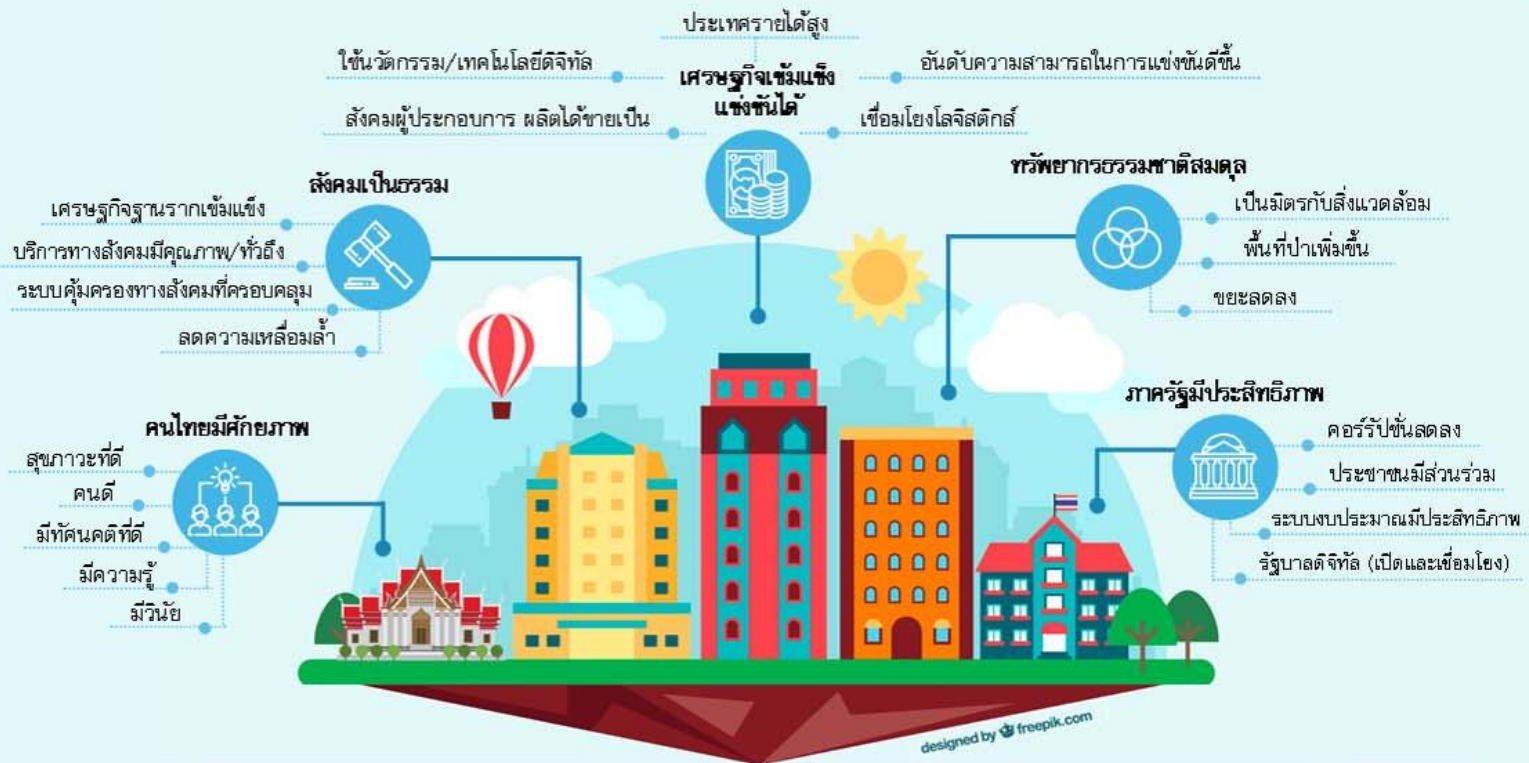 ประเทศรายได้สูง
ใช้นวัตกรรม/เทคโนโลยีดิจิทัล
อันดับความสามารถในการแข่งขันดีขึ้น
เศรษฐกิจเข้มแข็ง
แข่งขันได้
สังคมผู้ประกอบการ ผลิตได้ขายเป็น
เชื่อมโยงโลจิสติกส์
สังคมเป็นธรรม
เศรษฐกิจฐานรากเข้มแข็ง
บริการทางสังคมมีคุณภาพ/ทั่วถึง
ระบบคุ้มครองทางสังคมที่ครอบคลุม
ลดความเหลื่อมล้ำ
ทรัพยากรธรรมชาติสมดุล
เป็นมิตรกับสิ่งแวดล้อม
พื้นที่ป่าเพิ่มขึ้น
ขยะลดลง
คนไทยมีศักยภาพ
สุขภาวะที่ดี
คนดี
มีทัศนคติที่ดี
มีความรู้
มีวินัย
ภาครัฐมีประสิทธิภาพ
คอร์รัปชั่นลดลง
ประชาชนมีส่วนร่วม
ระบบงบประมาณมีประสิทธิภาพ
รัฐบาลดิจิทัล (เปิดและเชื่อมโยง)
designed by freepik.com